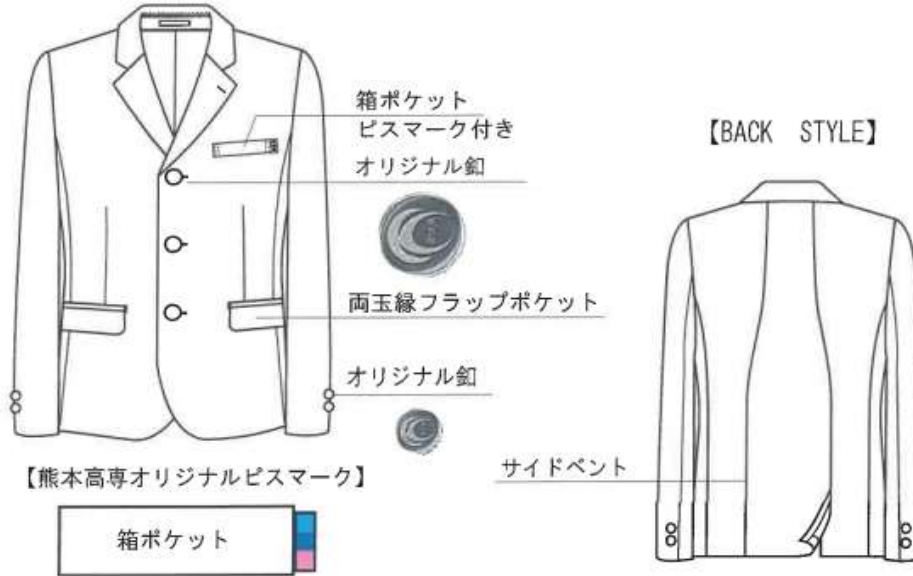 箱ポケット
ピスマーク付き
オリジナル釦
両玉縁フラップポケット
オリジナル釦
【熊本高専オリジナルピスマーク】
箱ポケット
【BACK STYLE】
サイドベント